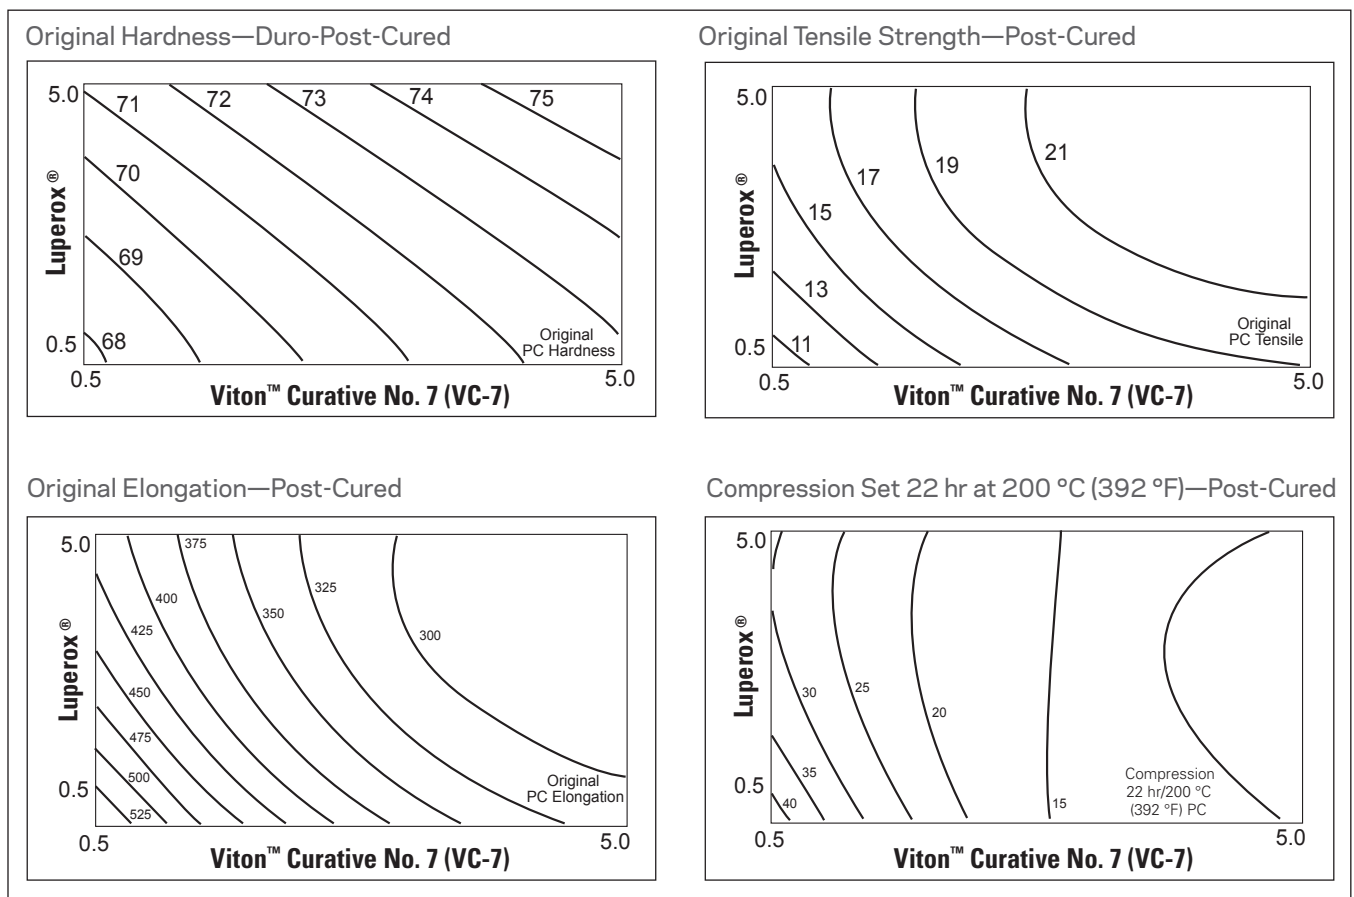 Original Hardness—Duro-Post-Cured
5.0
71
72
73
74
75
70
69
68
Luperox®
0.5
Original
PC Hardness
0.5
5.0
Viton™ Curative No. 7 (VC-7)
Original Tensile Strength—Post-Cured
5.0
21
19
17
15
13
11
Luperox®
0.5
Original
PC Tensile
0.5
5.0
Viton™ Curative No. 7 (VC-7)
Original Elongation—Post-Cured
5.0
375
400
350
325
425
300
450
475
500
525
Luperox®
0.5
Original
PC Elongation
0.5
5.0
Viton™ Curative No. 7 (VC-7)
Compression Set 22 hr at 200 °C (392 °F)—Post-Cured
5.0
30
25
20
35
40
15
Luperox®
0.5
Compression
22 hr/200 °C
(392 °F) PC
0.5
5.0
Viton™ Curative No. 7 (VC-7)